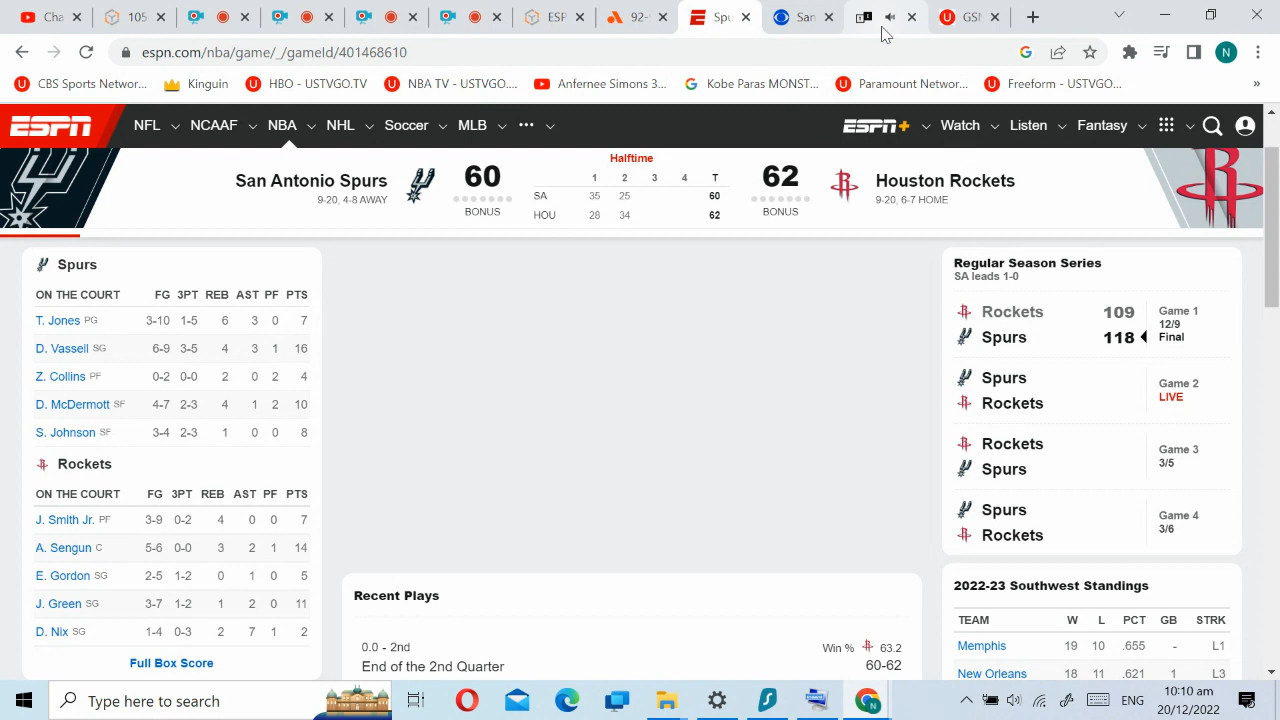 Cha
105
ESP
92-
Spu
San
GSN
espn.com/nba/game/_/gameId/401468610
N
CBS Sports Networ...
Kinguin
HBO - USTVGO.TV
NBA TV - USTVGO....
Anfernee Simons 3...
Kobe Paras MONST...
Paramount Networ...
Freeform - USTVG...
»
ESPN NFL NCAAF NBA NHL Soccer MLB ••• ESPN+ Watch Listen Fantasy
San Antonio Spurs
9-20, 4-8 AWAY
60
BONUS
Halftime
1 2 3 4 T
SA 35 25 60
HOU 28 34 62
62
BONUS
Houston Rockets
9-20, 6-7 HOME
Spurs
ON THE COURT FG 3PT REB AST PF PTS
T. Jones PG 3-10 1-5 6 3 0 7
D. Vassell SG 6-9 3-5 4 3 1 16
Z. Collins PF 0-2 0-0 2 0 2 4
D. McDermott SF 4-7 2-3 4 1 2 10
S. Johnson SF 3-4 2-3 1 0 0 8
Rockets
ON THE COURT FG 3PT REB AST PF PTS
J. Smith Jr. PF 3-9 0-2 4 0 0 7
A. Sengun C 5-6 0-0 3 2 1 14
E. Gordon SG 2-5 1-2 0 1 0 5
J. Green SG 3-7 1-2 1 2 0 11
D. Nix SG 1-4 0-3 2 7 1 2
Full Box Score
Recent Plays
0.0 - 2nd
End of the 2nd Quarter
Win % 63.2
60-62
Regular Season Series
SA leads 1-0
Rockets 109
Spurs 118
Game 1
12/9
Final
Spurs
Rockets
Game 2
LIVE
Rockets
Spurs
Game 3
3/5
Spurs
Rockets
Game 4
3/6
2022-23 Southwest Standings
TEAM W L PCT GB STRK
Memphis 19 10 .655 - L1
New Orleans 18 11 .621 1 L3
Type here to search
N
ENG
10:10 am
20/12/2022